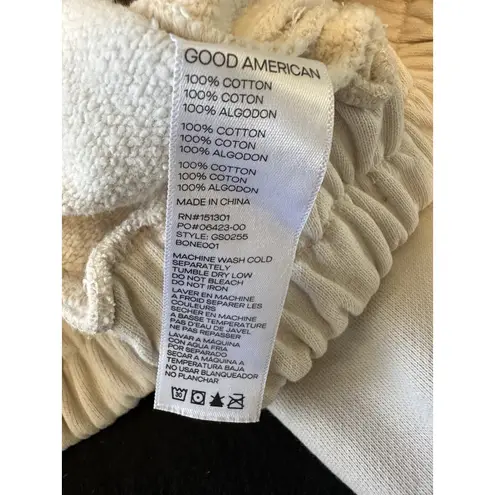 GOOD AMERICAN
100% COTTON
100% COTON
100% ALGODON
100% COTTON
100% COTON
100% ALGODON
100% COTTON
100% COTON
100% ALGODON
MADE IN CHINA
RN#151301
PO#06423-00
STYLE: GS0255
BONE001
MACHINE WASH COLD
SEPARATELY
TUMBLE DRY LOW
DO NOT BLEACH
DO NOT IRON
LAVER EN MACHINE
A FROID SEPARER LES
COULEURS
SECHER EN MACHINE
A BASSE TEMPERATURE
PAS D'EAU DE JAVEL
NE PAS REPASSER
LAVAR A MÁQUINA
CON AGUA FRIA
POR SEPARADO
SECAR A MÁQUINA A
TEMPERATURA BAJA
NO USAR BLANQUEADOR
NO PLANCHAR
30